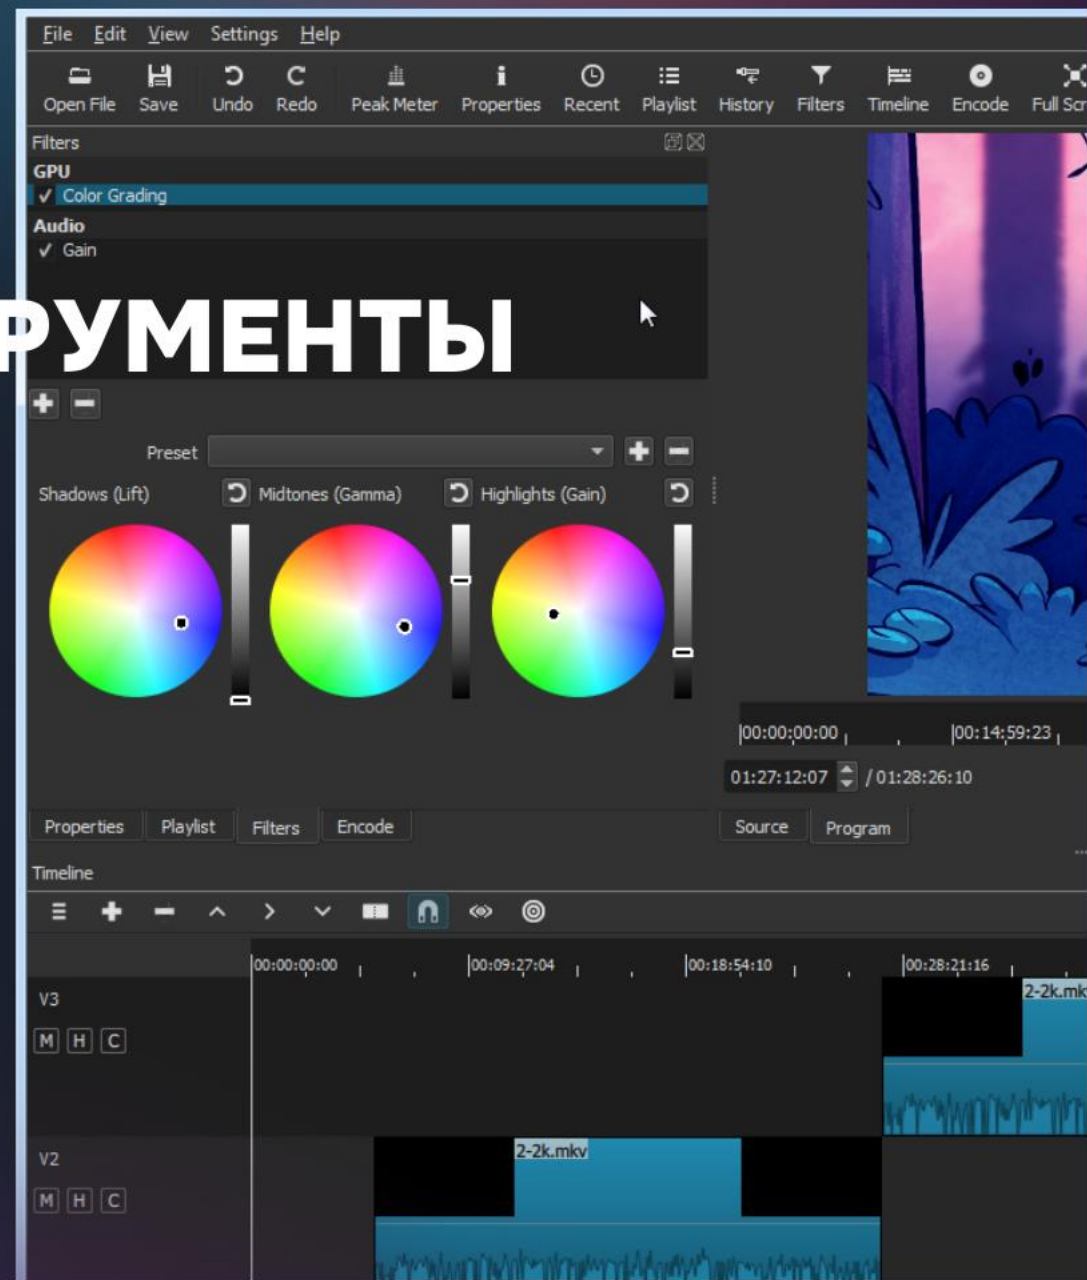 File Edit View Settings Help
Open File Save Undo Redo Peak Meter Properties Recent Playlist History Filters Timeline Encode Full Scr
Filters
GPU
Color Grading
Audio
Gain
РУМЕНТЫ
Preset
Shadows (Lift) Midtones (Gamma) Highlights (Gain)
00:00:00:00 00:14:59:23
01:27:12:07 / 01:28:26:10
Properties Playlist Filters Encode
Source Program
Timeline
00:00:00:00 00:09:27:04 00:18:54:10 00:28:21:16
2-2k.mk
V3
M H C
2-2k.mkv
V2
M H C